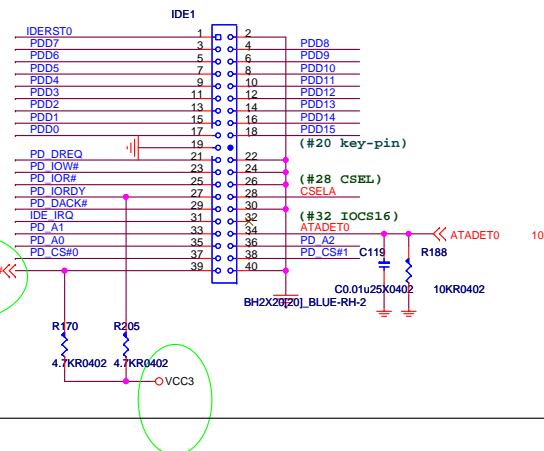 IDE1
IDERST0 1 2
PDD7 3 4 PDD8
PDD6 5 6 PDD9
PDD5 7 8 PDD10
PDD4 9 10 PDD11
PDD3 11 12 PDD12
PDD2 13 14 PDD13
PDD1 15 16 PDD14
PDD0 17 18 PDD15
19 (#20 key-pin)
PD_DREQ 21 22
PD_IOW# 23 24
PD_IOR# 25 26 (#28 CSEL)
PD_IORDY 27 28 CSELA
PD_DACK# 29 30
IDE_IRQ 31 32 (#32 IOCS16)
PD_A1 33 34 ATADET0 ATADET0 10
PD_A0 35 36 PD_A2
PD_CS#0 37 38 PD_CS#1 C119 R188
39 40
C0.01u25X0402 10KR0402
BH2X20[20]_BLUE-RH-2
R170 R205
4.7KR0402 4.7KR0402
VCC3